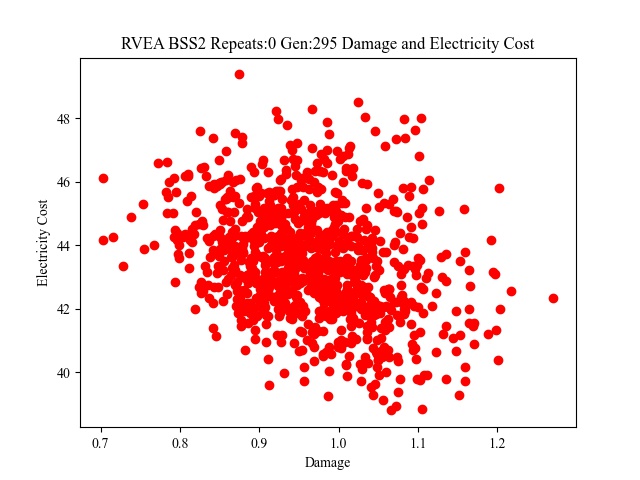 RVEA BSS2 Repeats:0 Gen:295 Damage and Electricity Cost
48
46
44
42
40
Electricity Cost
0.7 0.8 0.9 1.0 1.1 1.2
Damage